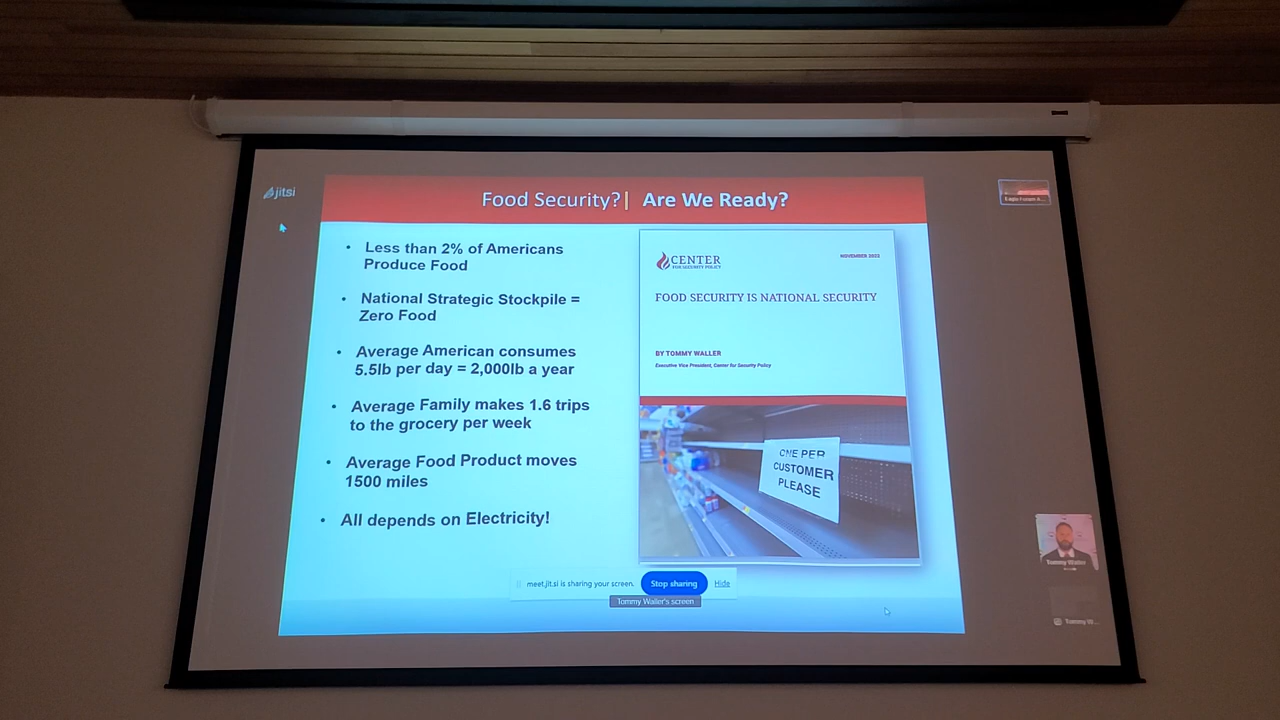 jitsi
Food Security?| Are We Ready?
• Less than 2% of Americans
Produce Food
• National Strategic Stockpile =
Zero Food
• Average American consumes
5.5lb per day = 2,000lb a year
• Average Family makes 1.6 trips
to the grocery per week
• Average Food Product moves
1500 miles
• All depends on Electricity!
CENTER
FOR SECURITY POLICY
NOVEMBER 2022
FOOD SECURITY IS NATIONAL SECURITY
BY TOMMY WALLER
Executive Vice President, Center for Security Policy
ONE PER
CUSTOMER
PLEASE
meet.jit.si is sharing your screen. Stop sharing Hide
Tommy Waller's screen
Eagle Forum A...
Tommy Waller
Tommy W...